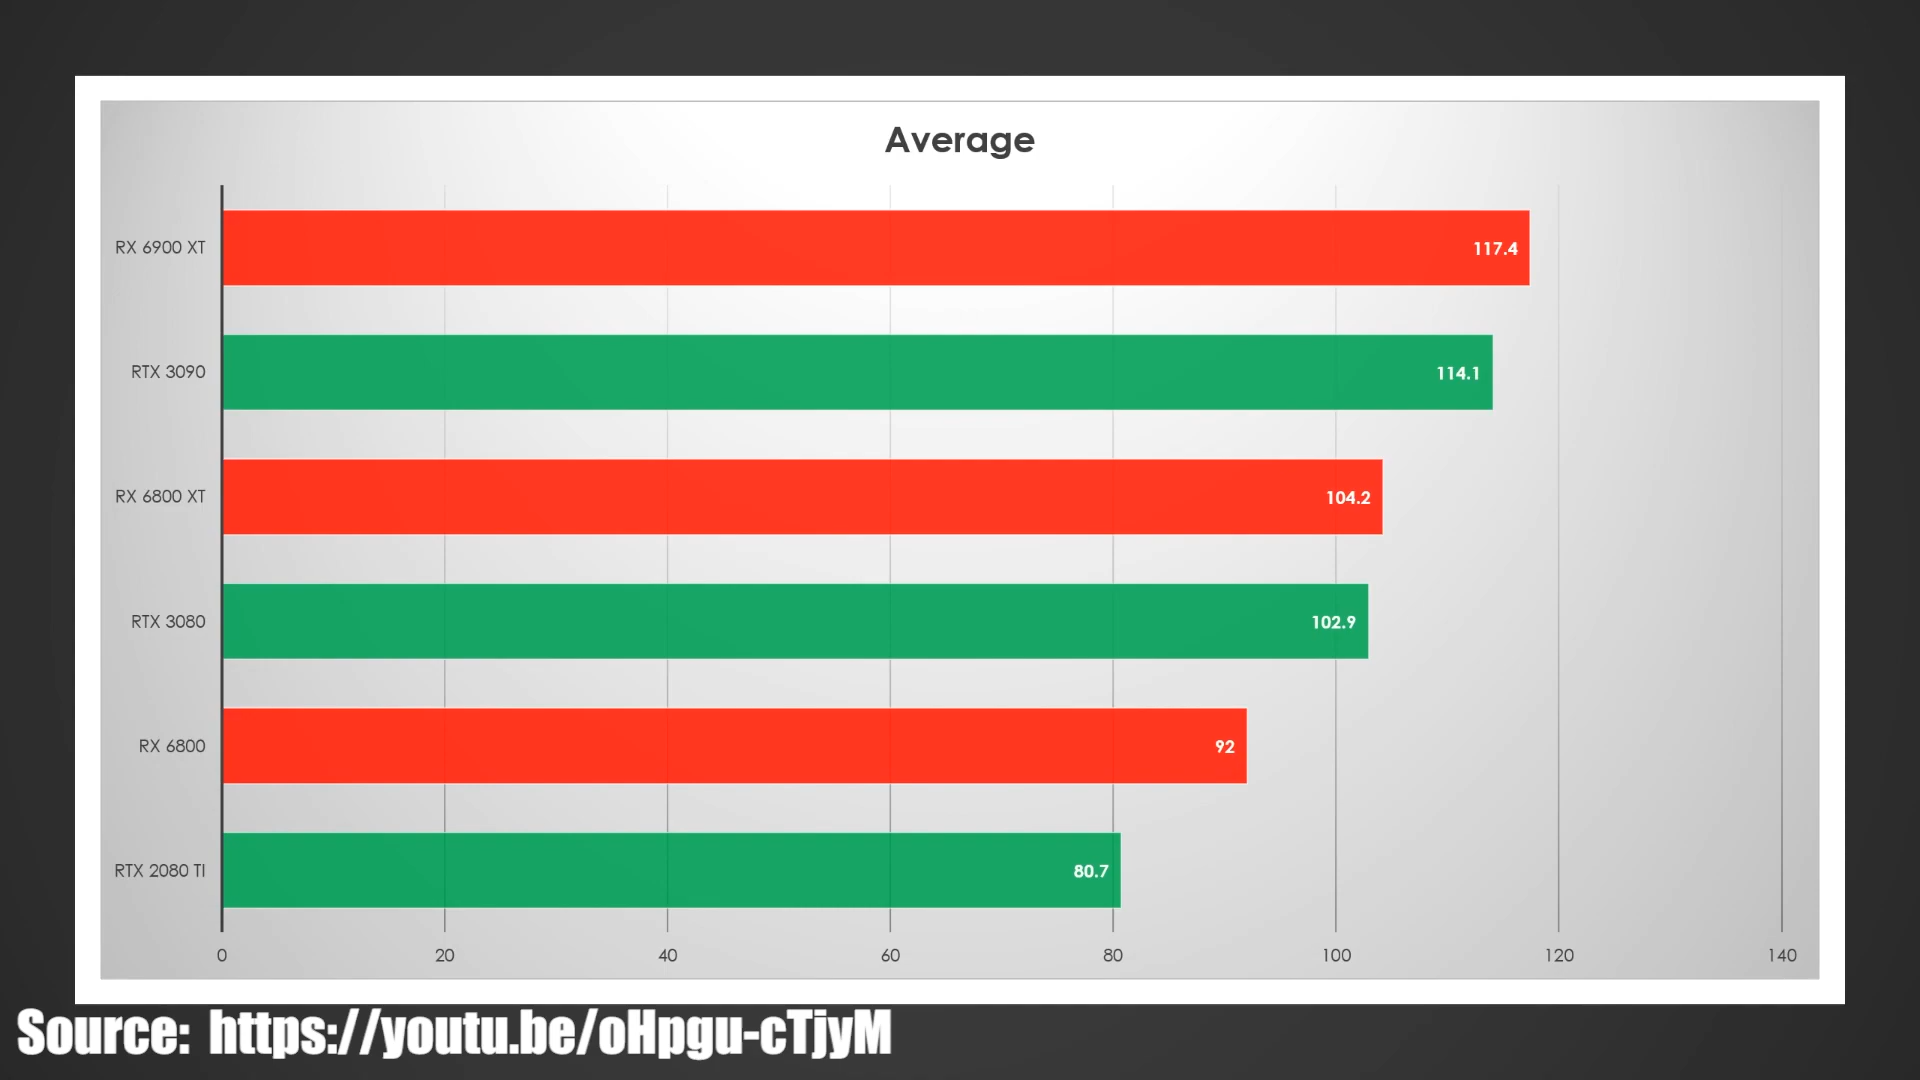 Average
RX 6900 XT
117.4
RTX 3090
114.1
RX 6800 XT
104.2
RTX 3080
102.9
RX 6800
92
RTX 2080 TI
80.7
0 20 40 60 80 100 120 140
Source: https://youtu.be/oHpgu-cTjyM